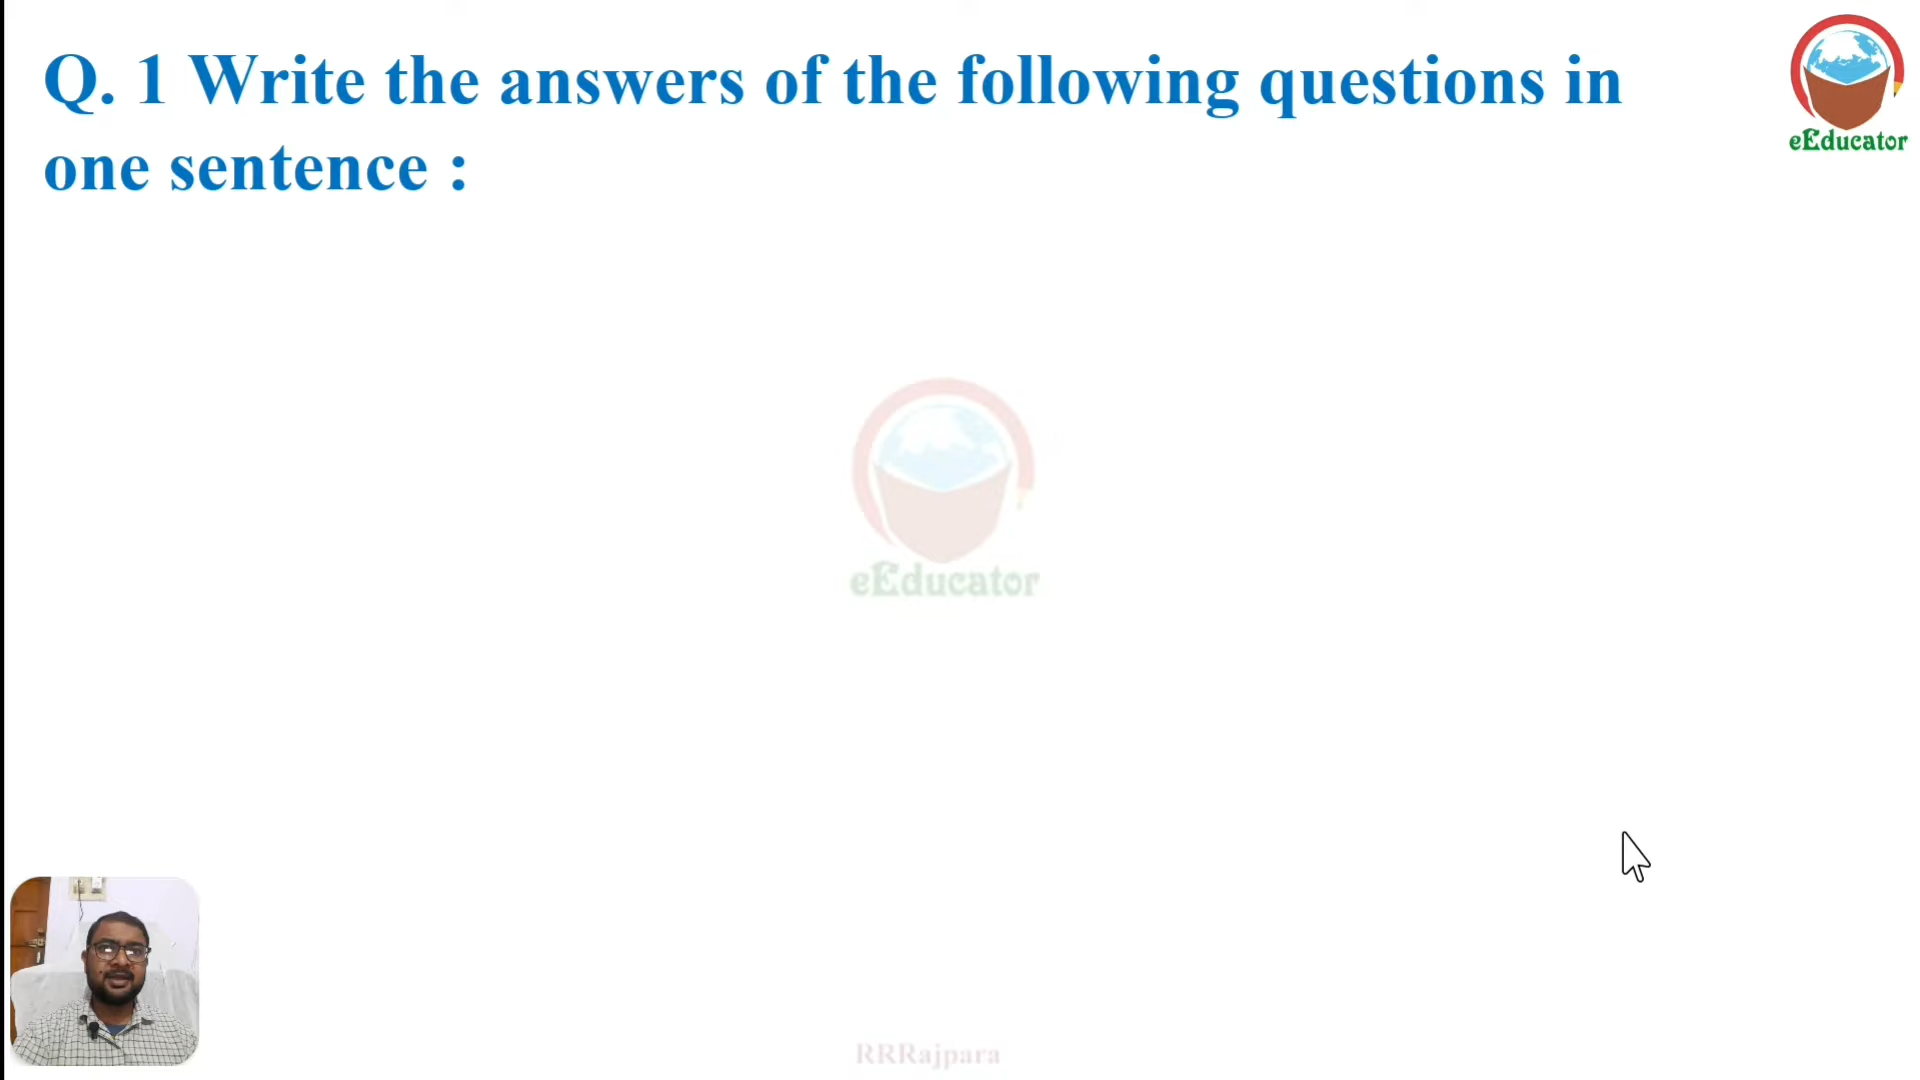 Q. 1 Write the answers of the following questions in
one sentence :
eEducator
eEducator
RRRajpara